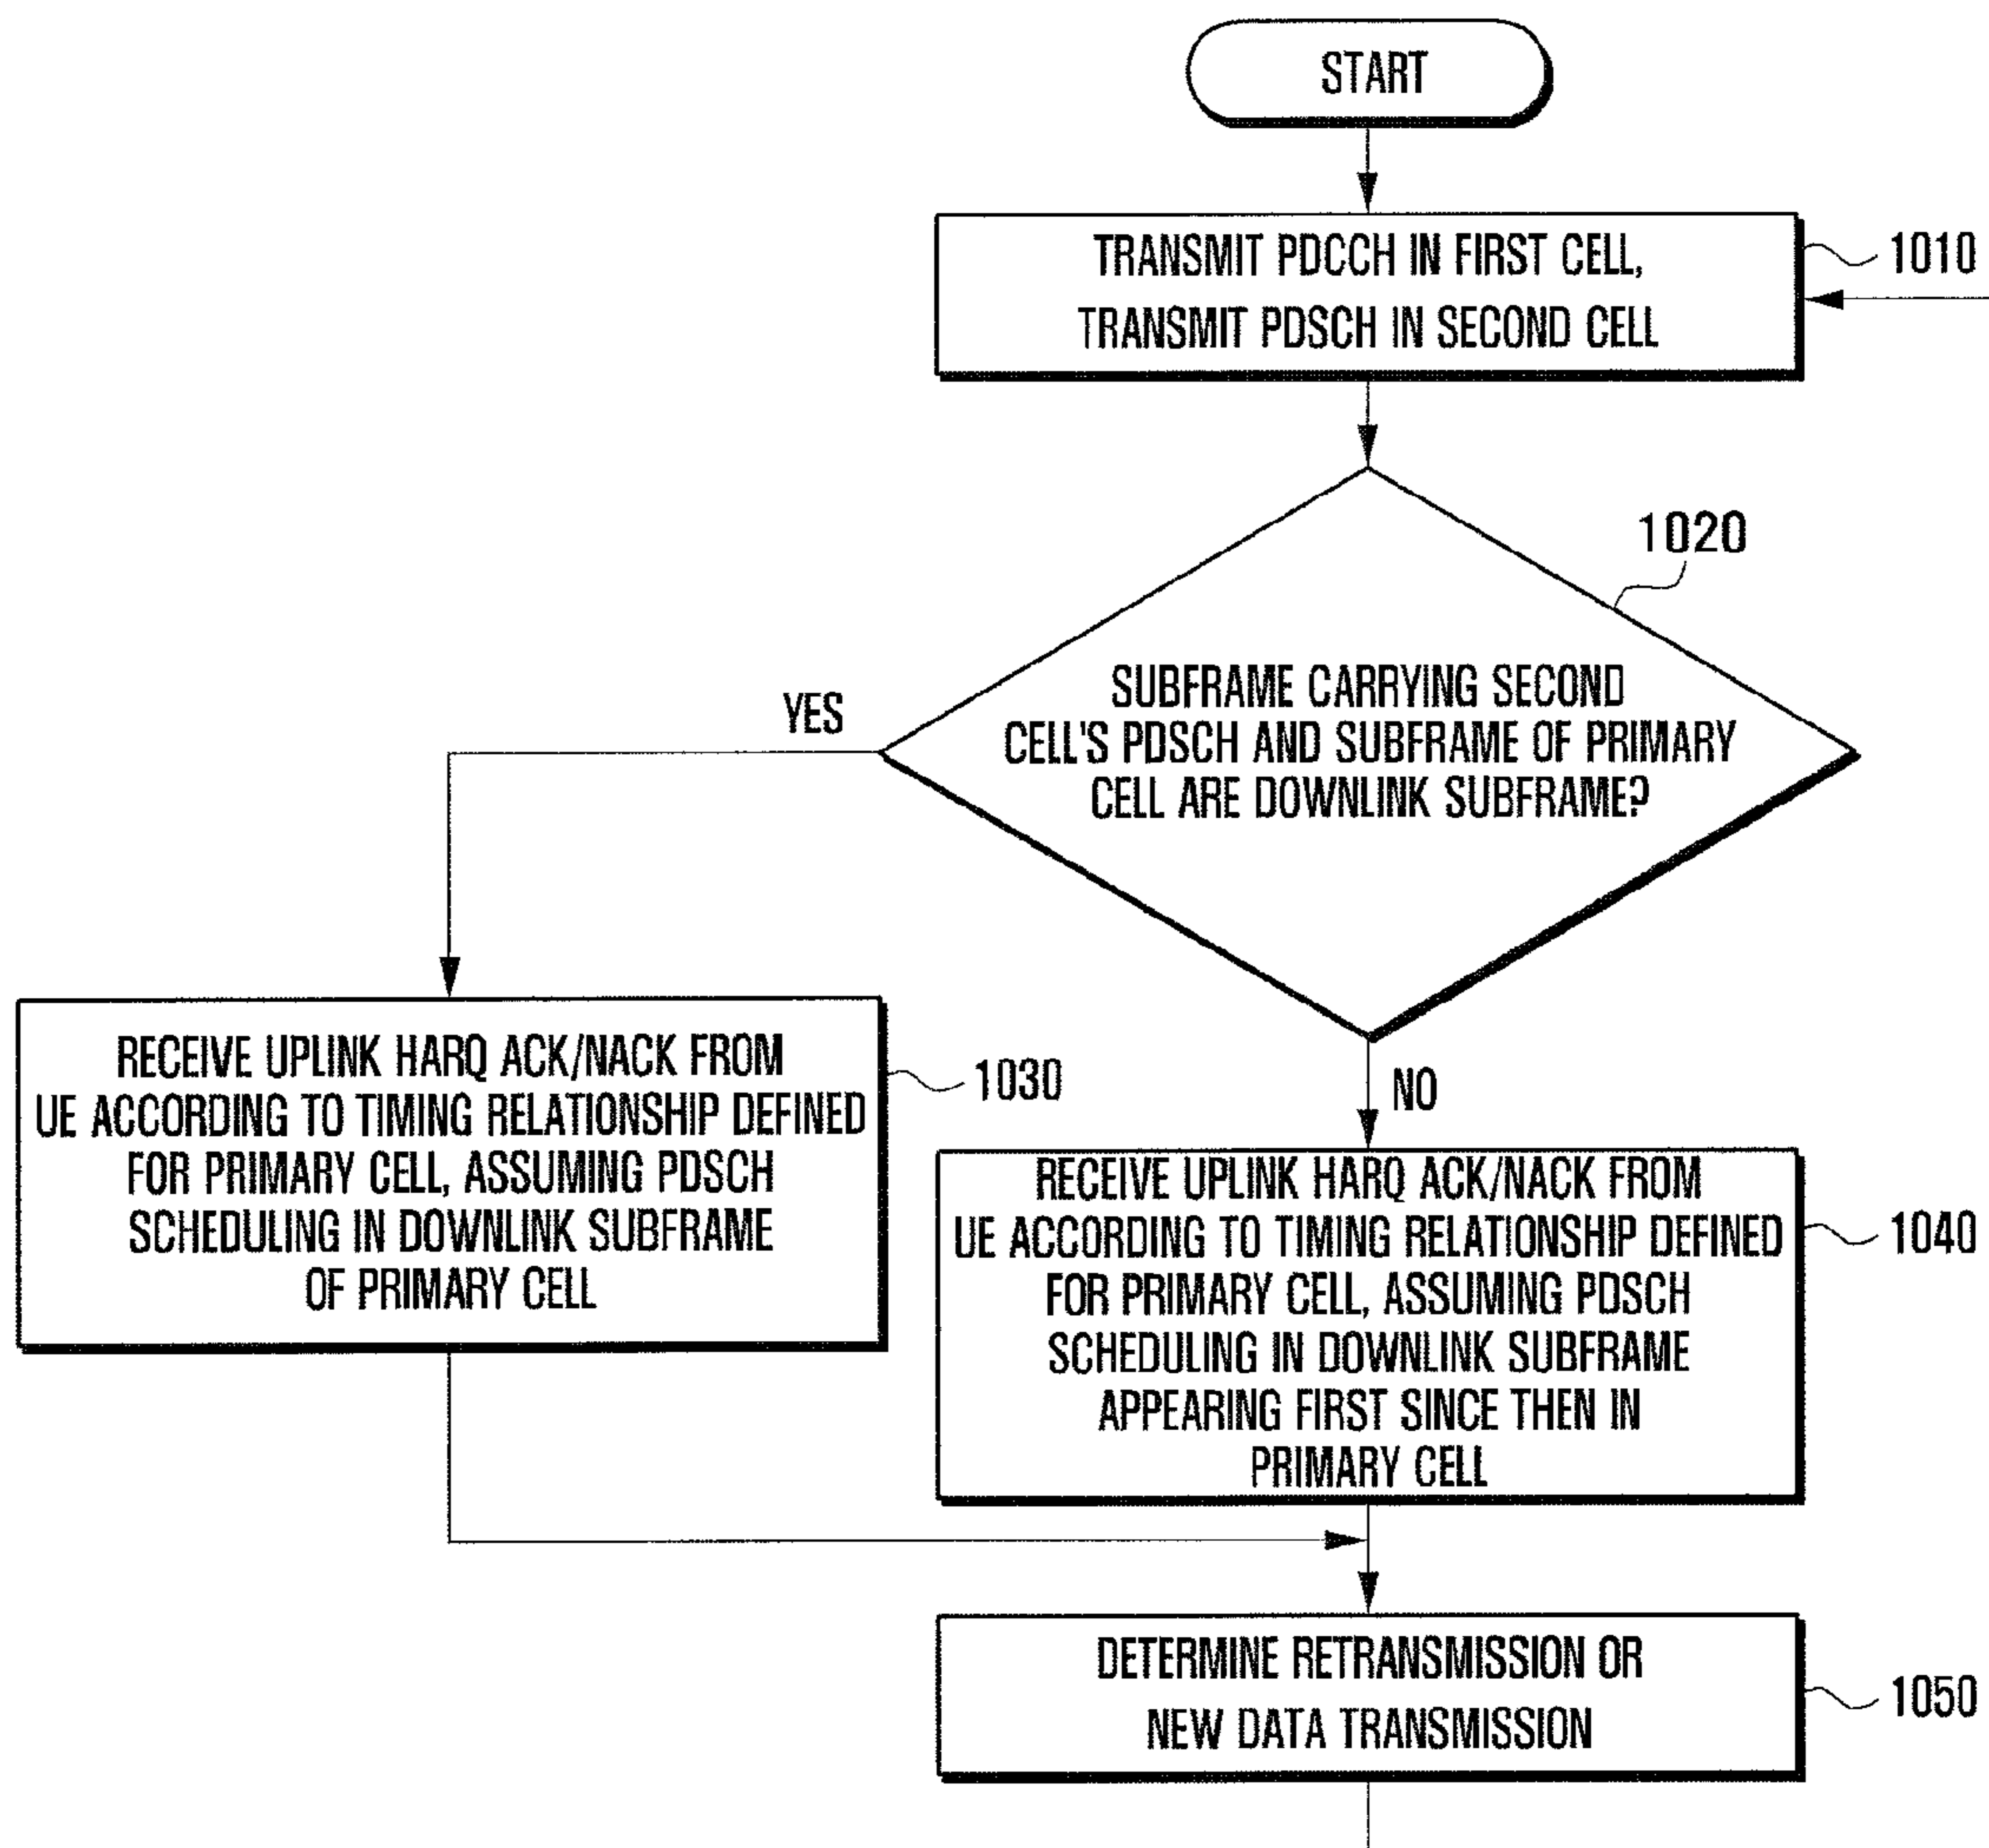 START
TRANSMIT PDCCH IN FIRST CELL,
TRANSMIT PDSCH IN SECOND CELL
1010
1020
SUBFRAME CARRYING SECOND
CELL'S PDSCH AND SUBFRAME OF PRIMARY
CELL ARE DOWNLINK SUBFRAME?
YES
NO
RECEIVE UPLINK HARQ ACK/NACK FROM
UE ACCORDING TO TIMING RELATIONSHIP DEFINED
FOR PRIMARY CELL, ASSUMING PDSCH
SCHEDULING IN DOWNLINK SUBFRAME
OF PRIMARY CELL
1030
RECEIVE UPLINK HARQ ACK/NACK FROM
UE ACCORDING TO TIMING RELATIONSHIP DEFINED
FOR PRIMARY CELL, ASSUMING PDSCH
SCHEDULING IN DOWNLINK SUBFRAME
APPEARING FIRST SINCE THEN IN
PRIMARY CELL
1040
DETERMINE RETRANSMISSION OR
NEW DATA TRANSMISSION
1050